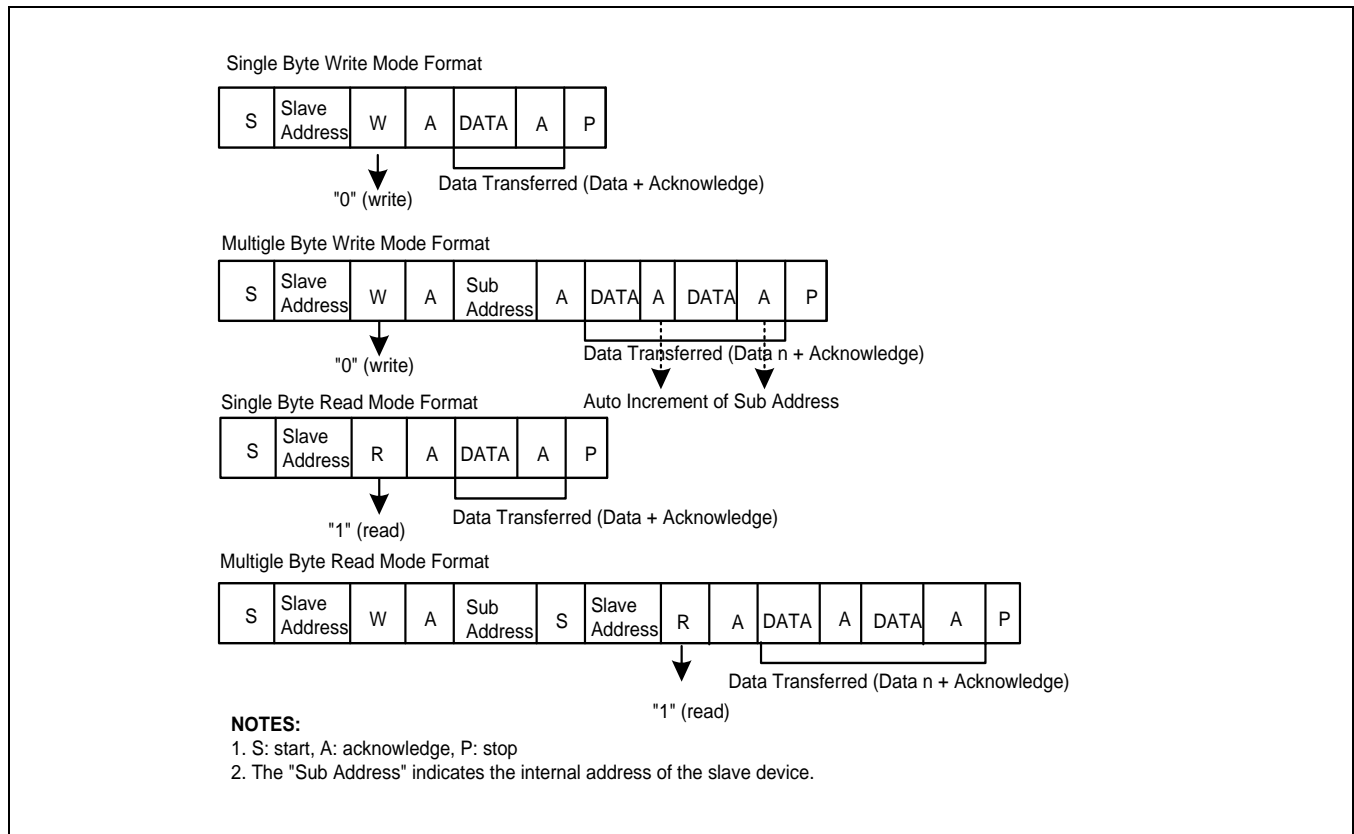 Single Byte Write Mode Format
S Slave Address W A DATA A P
"0" (write)
Data Transferred (Data + Acknowledge)
Multigle Byte Write Mode Format
S Slave Address W A Sub Address A DATA A DATA A P
"0" (write)
Data Transferred (Data n + Acknowledge)
Auto Increment of Sub Address
Single Byte Read Mode Format
S Slave Address R A DATA A P
"1" (read)
Data Transferred (Data + Acknowledge)
Multigle Byte Read Mode Format
S Slave Address W A Sub Address S Slave Address R A DATA A DATA A P
"1" (read)
Data Transferred (Data n + Acknowledge)
NOTES:
1. S: start, A: acknowledge, P: stop
2. The "Sub Address" indicates the internal address of the slave device.